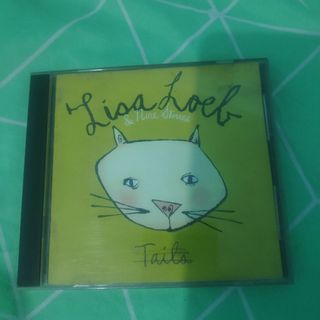 Lisa Loeb
& Nine Stories
Tails